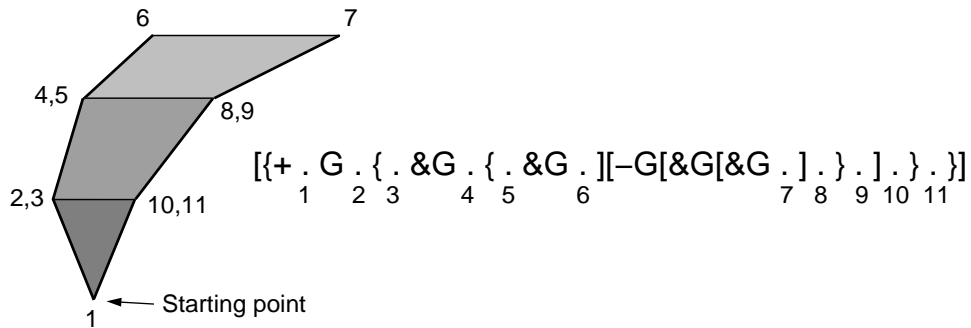 6 7
4,5
8,9
[{+ . G . { . &G . { . &G . ][–G[&G[&G . ] . } . ] . } . }]
1 2 3 4 5 6 7 8 9 10 11
2,3 10,11
Starting point
1